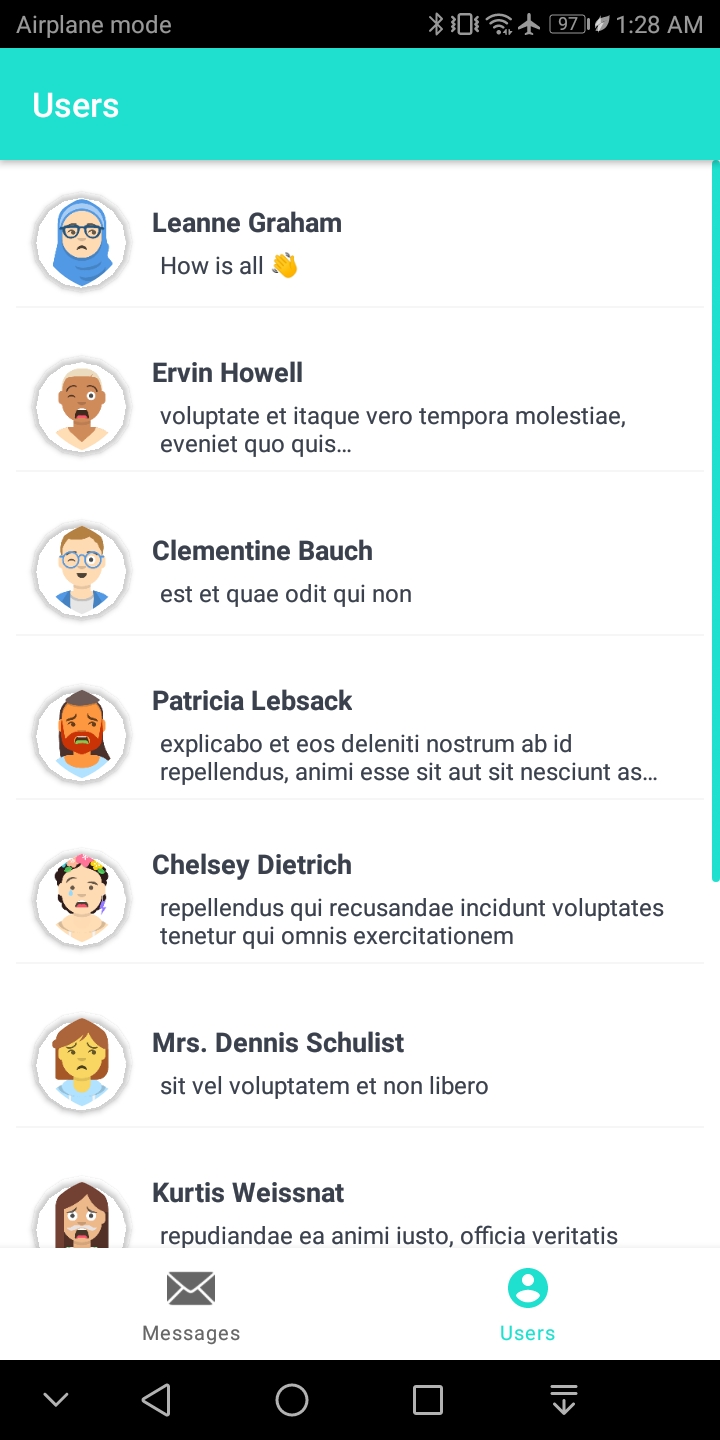 Airplane mode
97
1:28 AM
Users
Leanne Graham
How is all 👋
Ervin Howell
voluptate et itaque vero tempora molestiae,
eveniet quo quis…
Clementine Bauch
est et quae odit qui non
Patricia Lebsack
explicabo et eos deleniti nostrum ab id
repellendus, animi esse sit aut sit nesciunt as…
Chelsey Dietrich
repellendus qui recusandae incidunt voluptates
tenetur qui omnis exercitationem
Mrs. Dennis Schulist
sit vel voluptatem et non libero
Kurtis Weissnat
repudiandae ea animi iusto, officia veritatis
Messages
Users